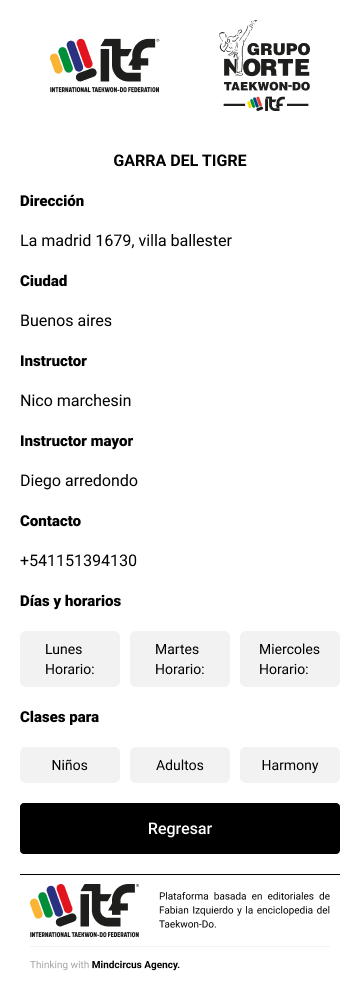 itf
INTERNATIONAL TAEKWON-DO FEDERATION
GRUPO
NORTE
TAEKWON-DO
itf
GARRA DEL TIGRE
Dirección
La madrid 1679, villa ballester
Ciudad
Buenos aires
Instructor
Nico marchesin
Instructor mayor
Diego arredondo
Contacto
+541151394130
Días y horarios
Lunes
Horario:
Martes
Horario:
Miercoles
Horario:
Clases para
Niños
Adultos
Harmony
Regresar
itf
INTERNATIONAL TAEKWON-DO FEDERATION
Plataforma basada en editoriales de
Fabian Izquierdo y la enciclopedia del
Taekwon-Do.
Thinking with Mindcircus Agency.